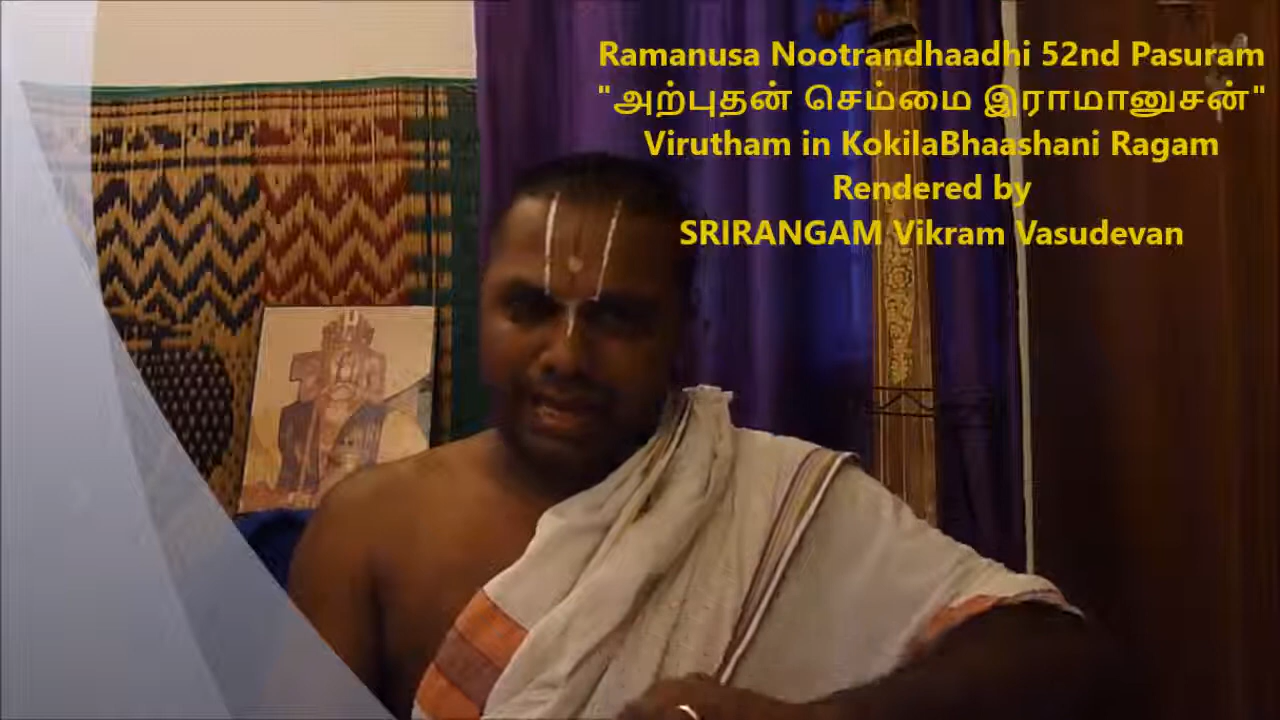 Ramanusa Nootrandhaadhi 52nd Pasuram
"அற்புதன் செம்மை இராமானுசன்"
Virutham in KokilaBhaashani Ragam
Rendered by
SRIRANGAM Vikram Vasudevan